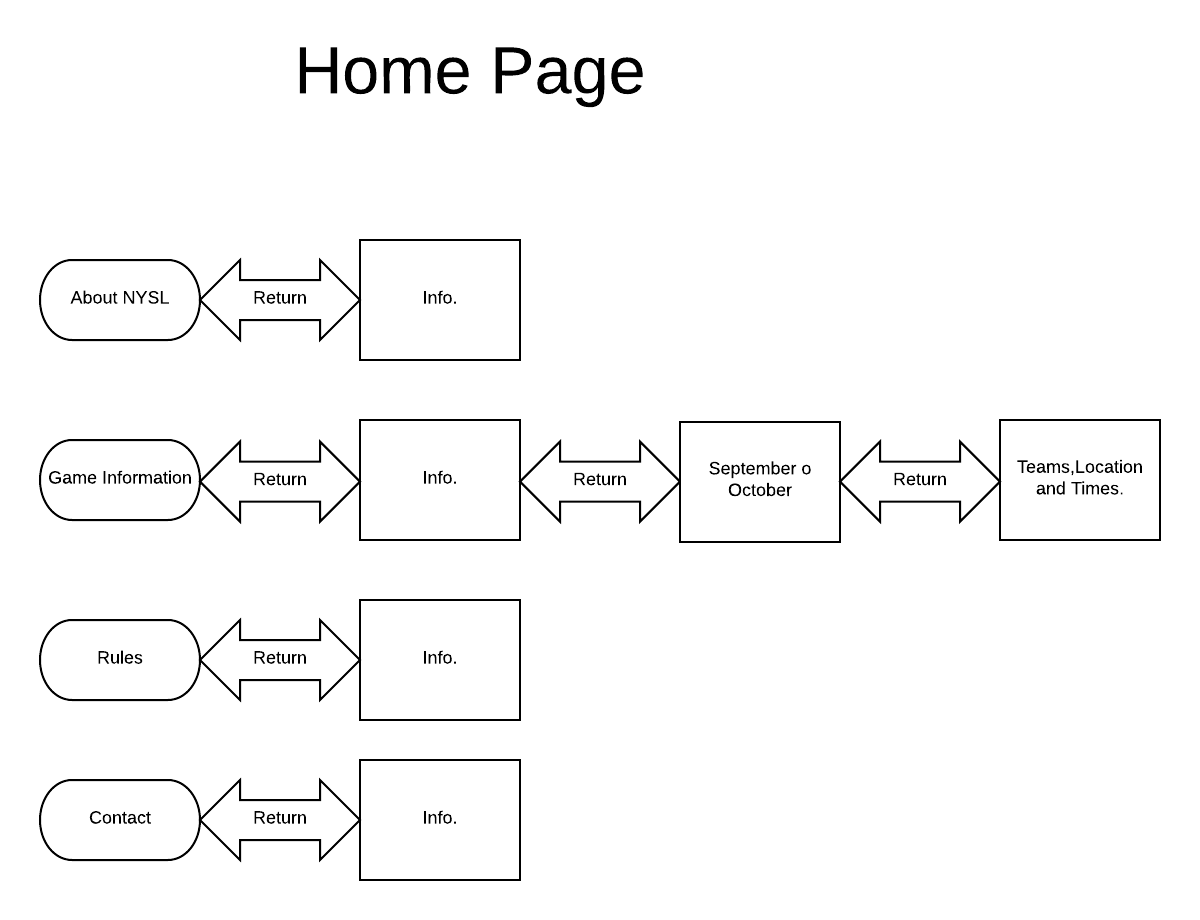 Home Page
About NYSL
Return
Info.
Game Information
Return
Info.
Return
September o
October
Return
Teams,Location
and Times.
Rules
Return
Info.
Contact
Return
Info.